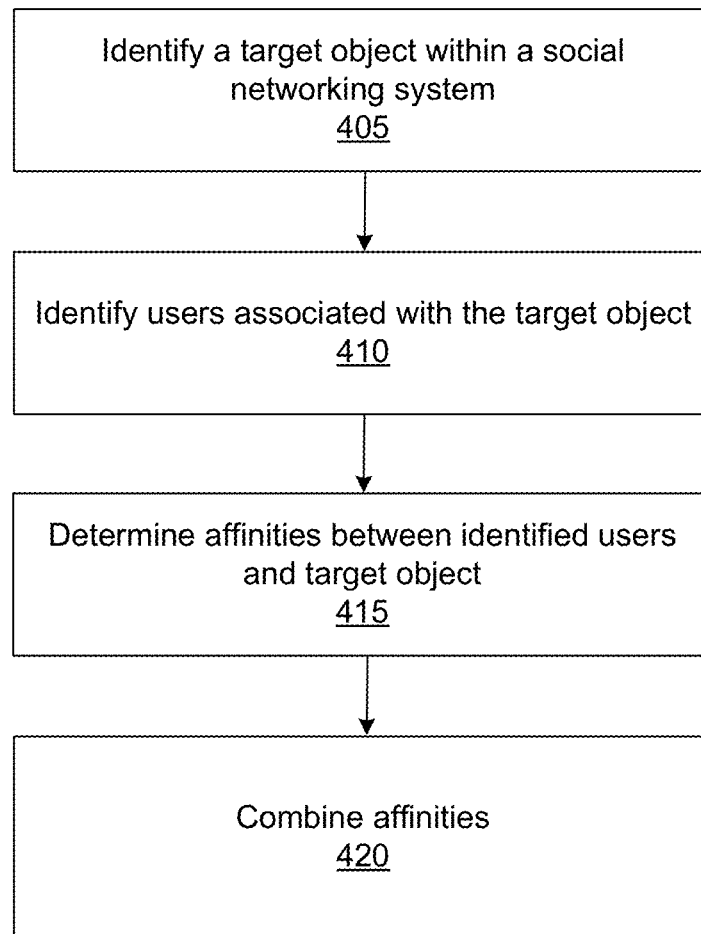 Identify a target object within a social
networking system
405
Identify users associated with the target object
410
Determine affinities between identified users
and target object
415
Combine affinities
420